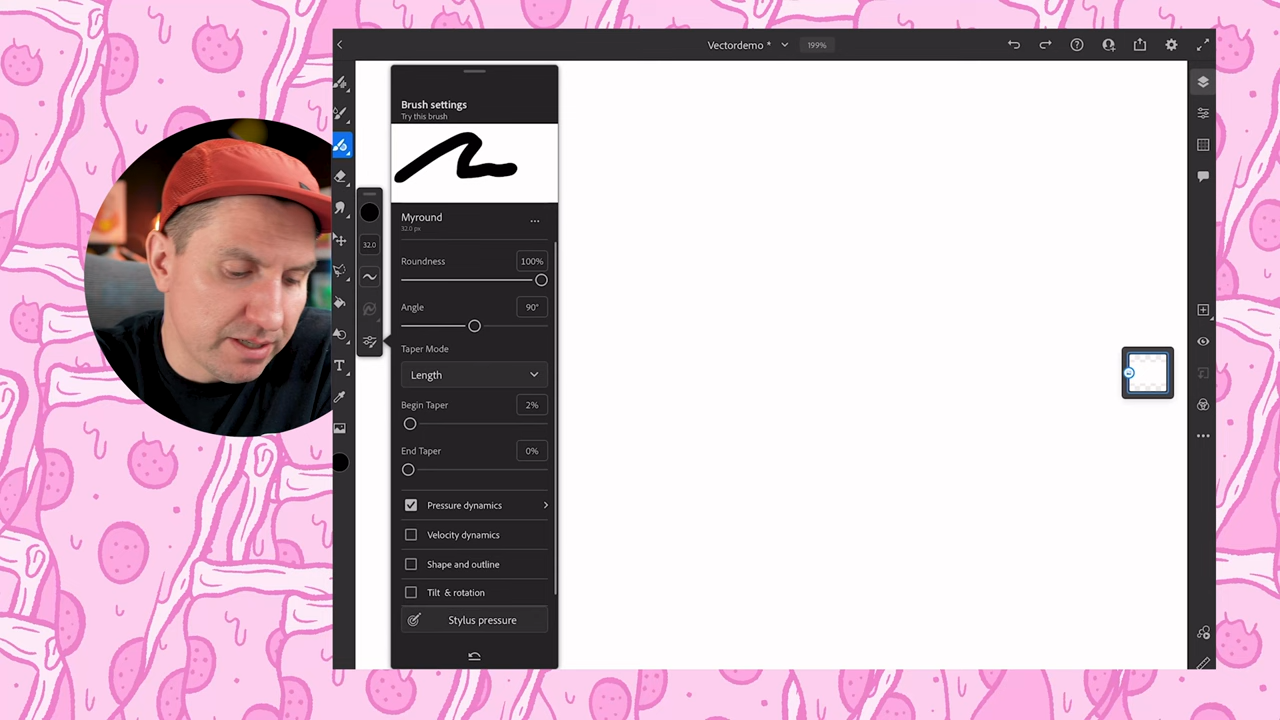 Vectordemo *
199%
Brush settings
Try this brush
Myround
32.0 px
32.0
Roundness
100%
Angle
90°
Taper Mode
Length
Begin Taper
2%
End Taper
0%
Pressure dynamics
Velocity dynamics
Shape and outline
Tilt & rotation
Stylus pressure
T